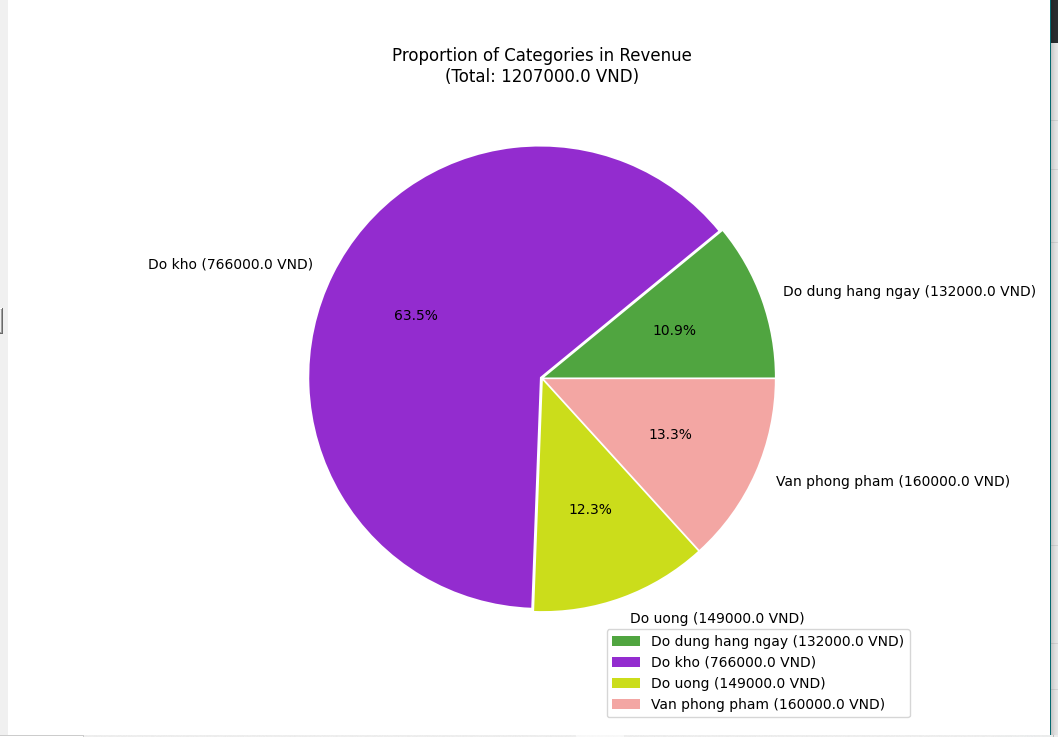 Proportion of Categories in Revenue
(Total: 1207000.0 VND)
Do kho (766000.0 VND)
Do dung hang ngay (132000.0 VND)
63.5%
10.9%
13.3%
Van phong pham (160000.0 VND)
12.3%
Do uong (149000.0 VND)
Do dung hang ngay (132000.0 VND)
Do kho (766000.0 VND)
Do uong (149000.0 VND)
Van phong pham (160000.0 VND)